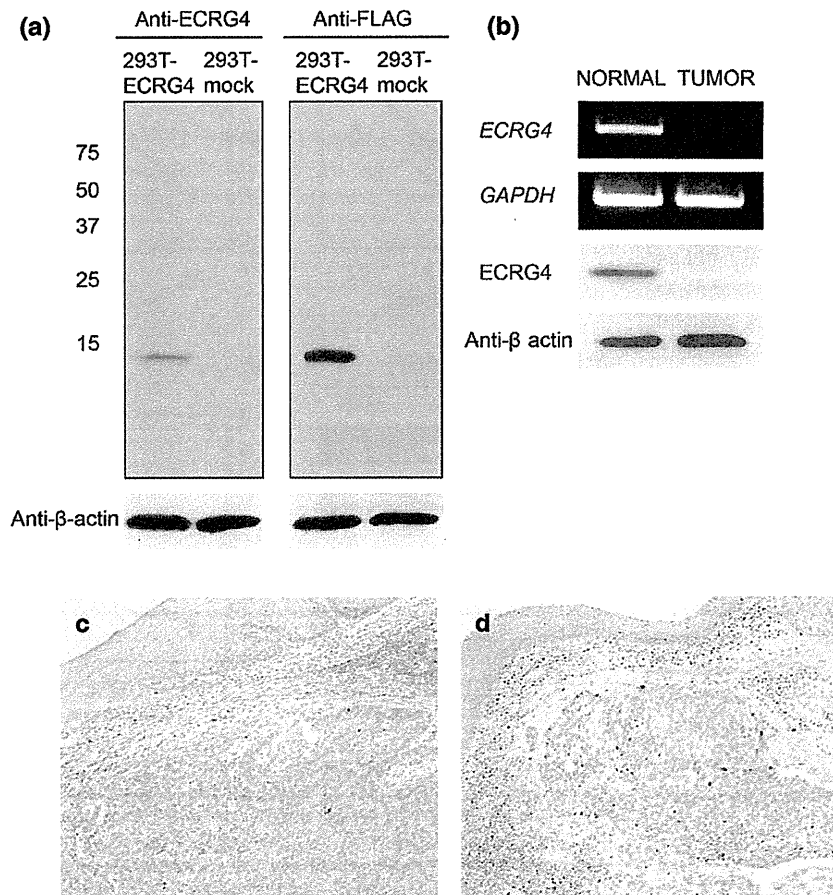 (a)
Anti-ECRG4 Anti-FLAG
293T-ECRG4 293T-mock 293T-ECRG4 293T-mock
75
50
37
25
15
Anti-β-actin
(b)
NORMAL TUMOR
ECRG4
GAPDH
ECRG4
Anti-β actin
c
d